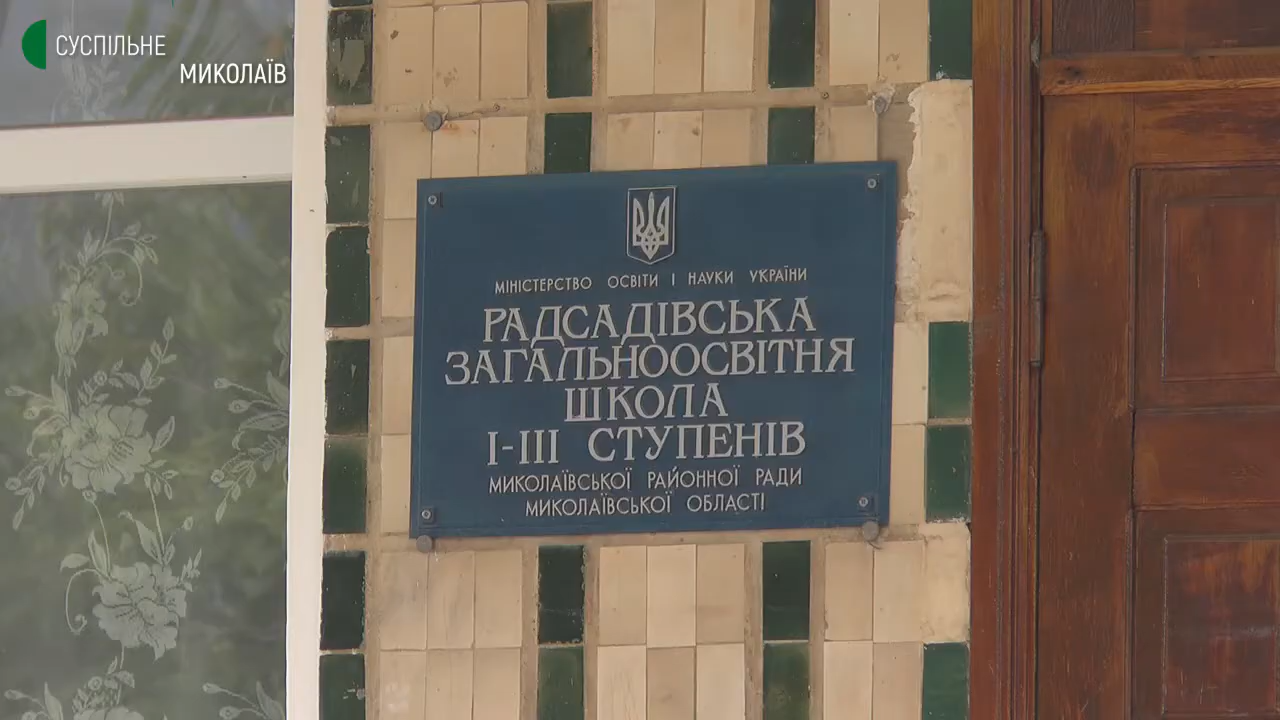 СУСПІЛЬНЕ
МИКОЛАЇВ
МІНІСТЕРСТВО ОСВІТИ І НАУКИ УКРАЇНИ
РАДСАДІВСЬКА
ЗАГАЛЬНООСВІТНЯ
ШКОЛА
І-ІІІ СТУПЕНІВ
МИКОЛАЇВСЬКОЇ РАЙОННОЇ РАДИ
МИКОЛАЇВСЬКОЇ ОБЛАСТІ